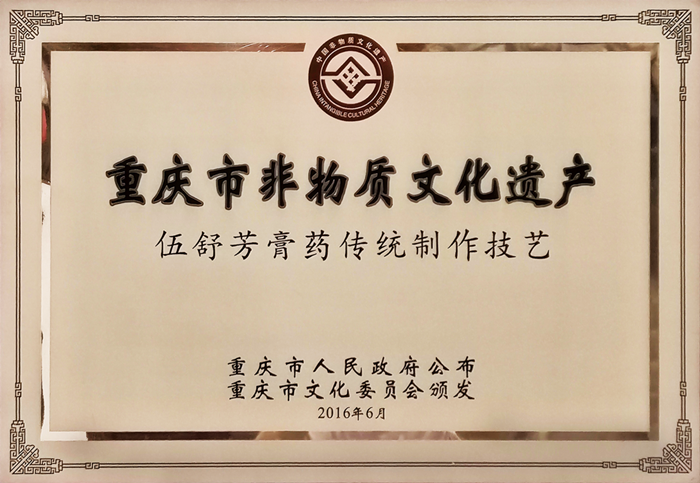 中国非物质文化遗产
CHINA INTANGIBLE CULTURAL HERITAGE
重庆市非物质文化遗产
伍舒芳膏药传统制作技艺
重庆市人民政府公布
重庆市文化委员会颁发
2016年6月